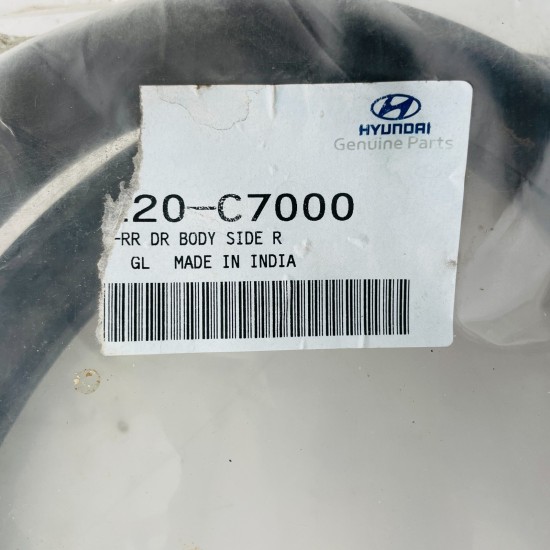 HYUNDAI
Genuine Parts
20-C7000
-RR DR BODY SIDE R
GL MADE IN INDIA